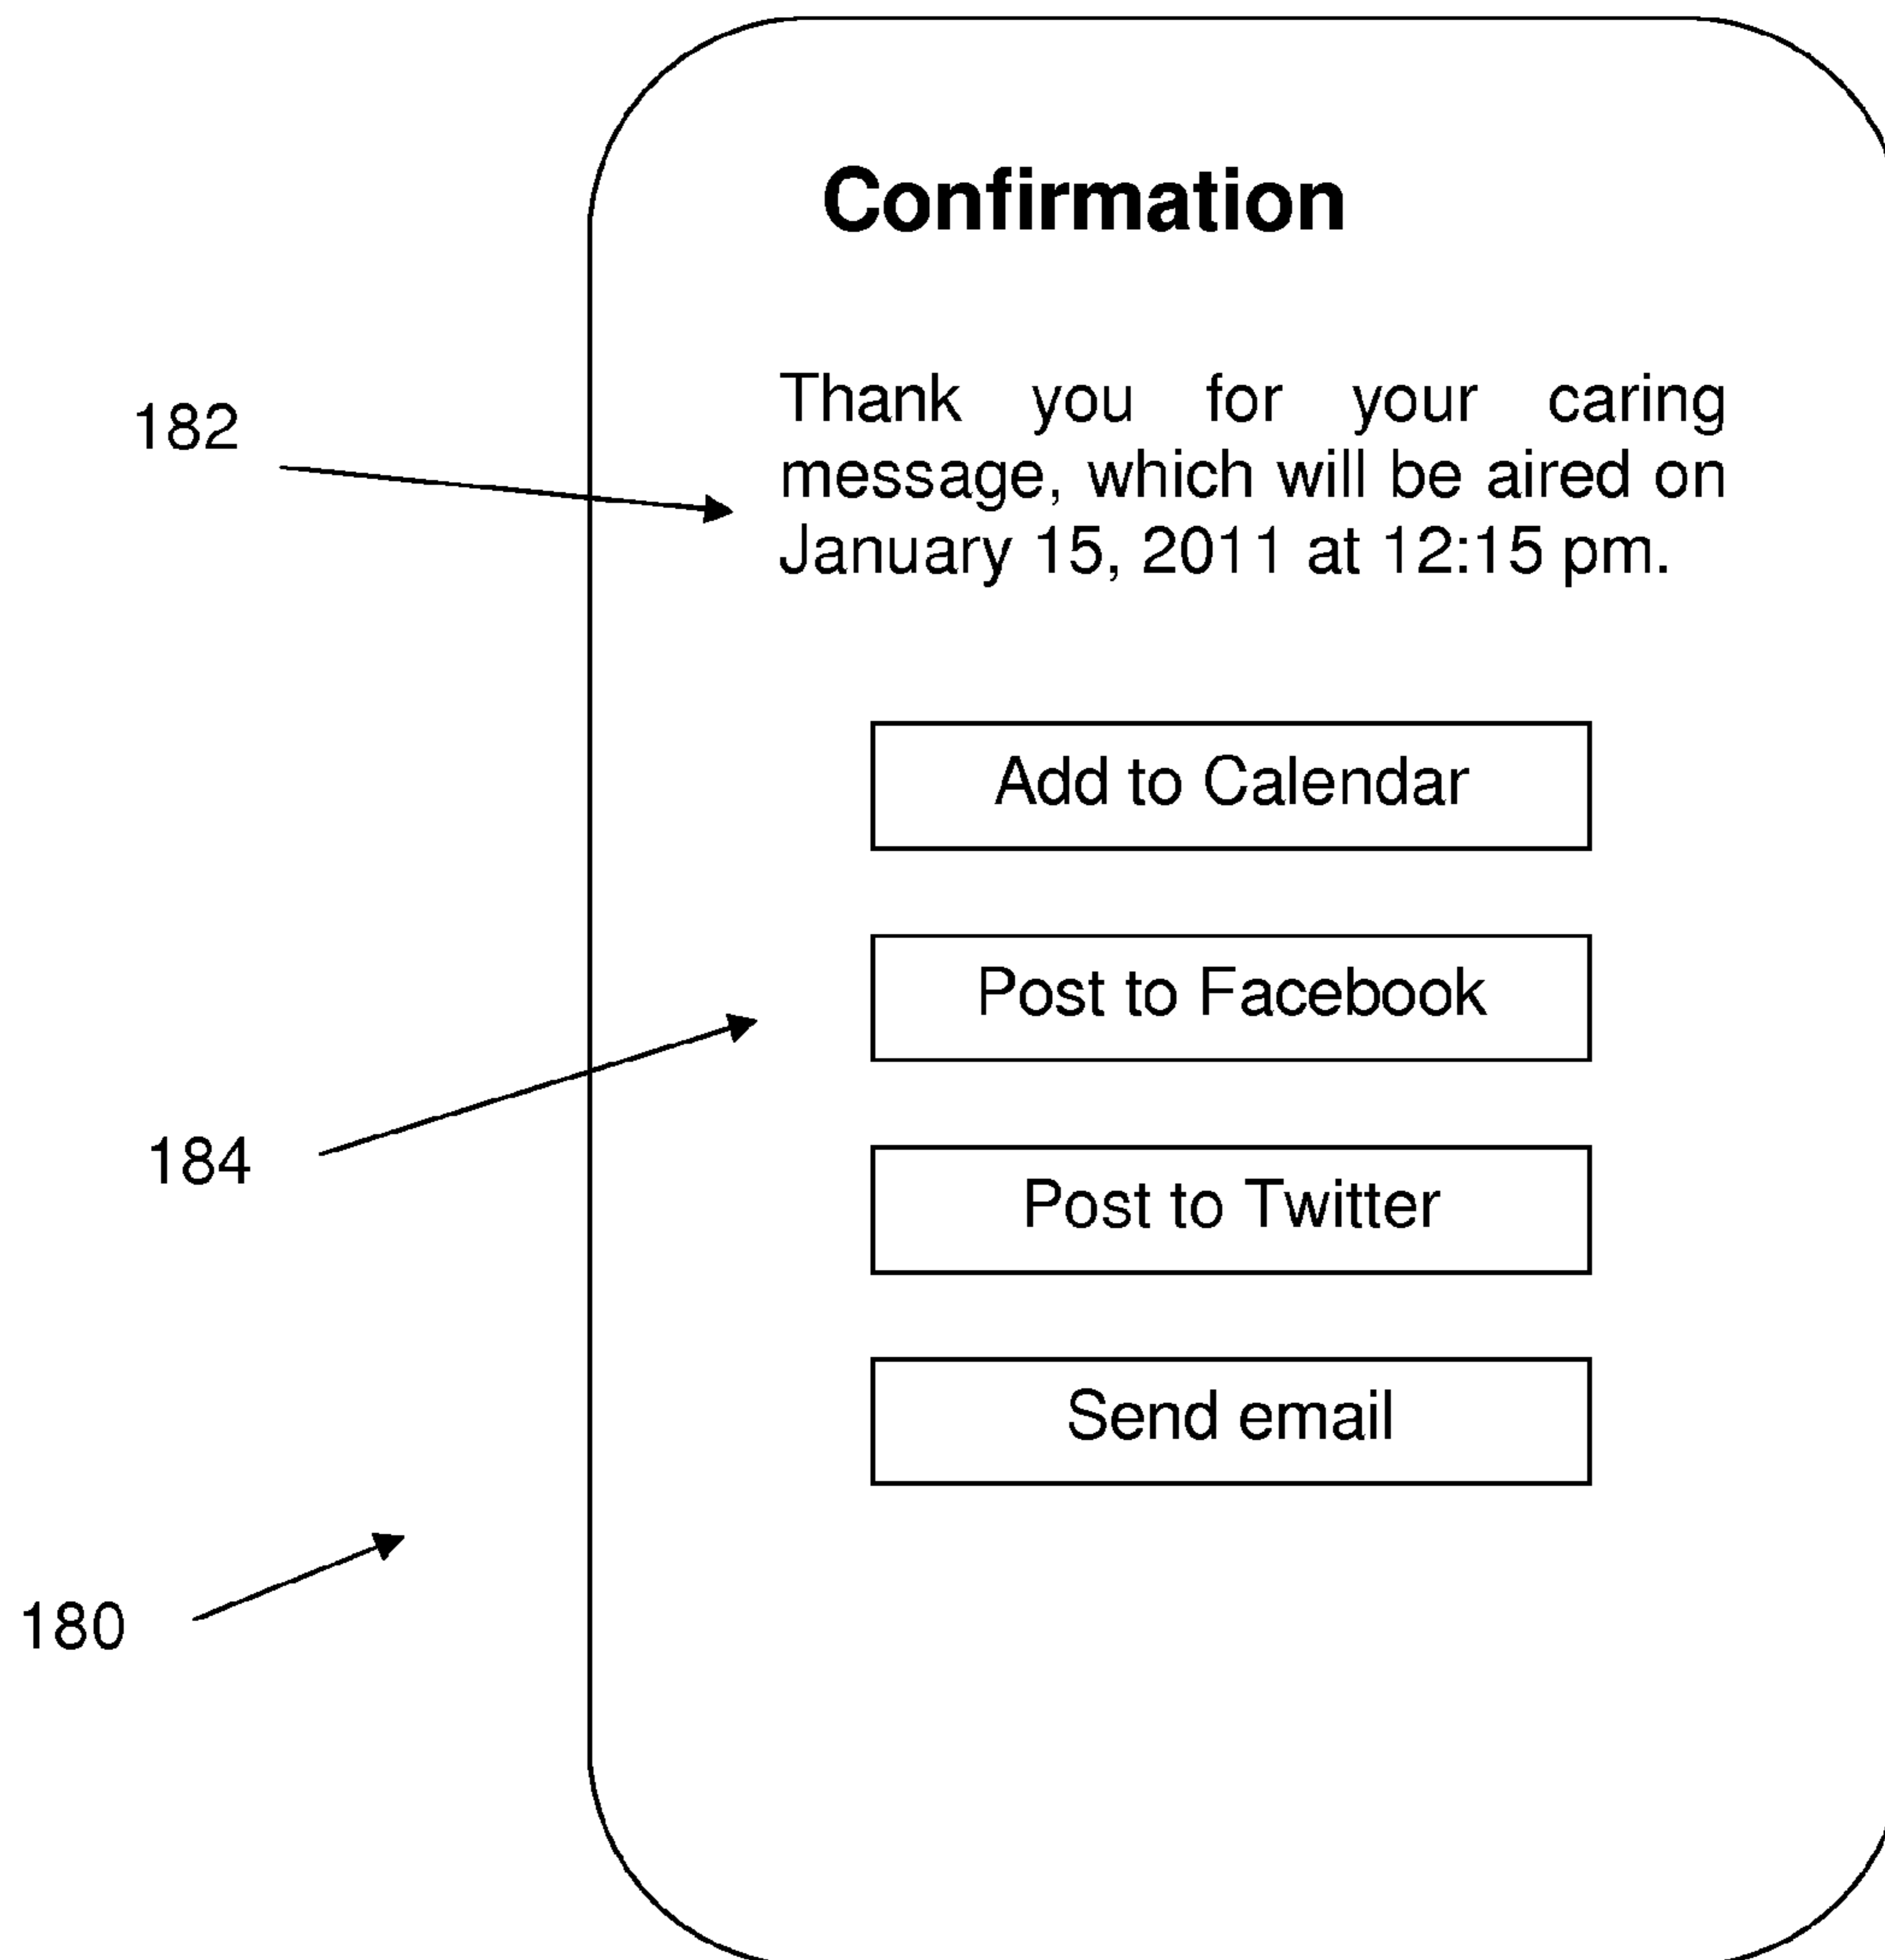 Confirmation
182
Thank you for your caring
message, which will be aired on
January 15, 2011 at 12:15 pm.
Add to Calendar
Post to Facebook
184
Post to Twitter
Send email
180